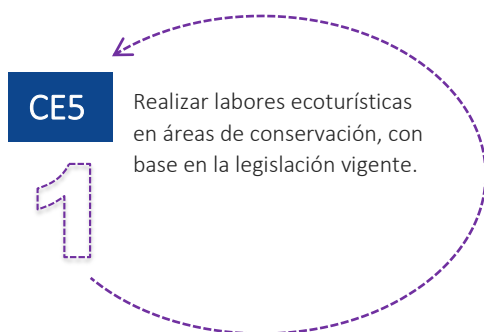 CE5
Realizar labores ecoturísticas
en áreas de conservación, con
base en la legislación vigente.
1